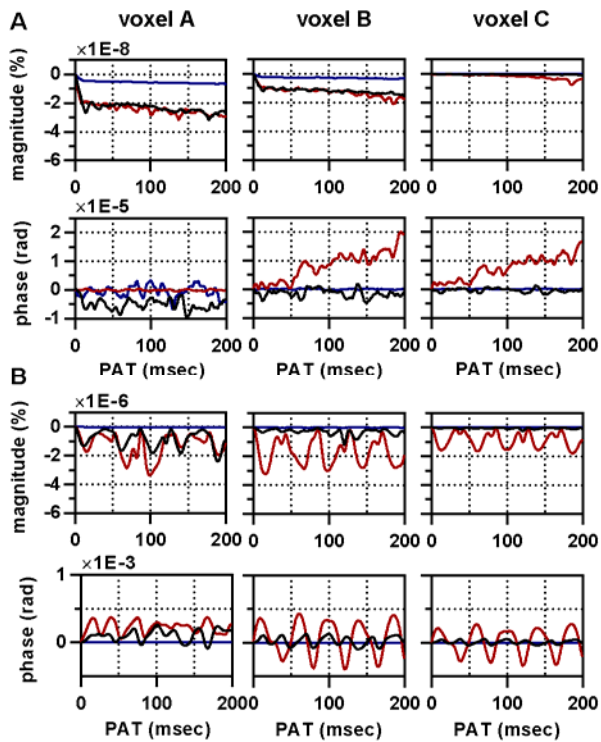 A voxel A voxel B voxel C
×1E-8
magnitude (%)
0
-2
-4
-6
0 100 200 0 100 200 0 100 200
×1E-5
phase (rad)
2
1
0
-1
0 100 200 0 100 200 0 100 200
PAT (msec) PAT (msec) PAT (msec)
B
×1E-6
magnitude (%)
0
-2
-4
-6
0 100 200 0 100 200 0 100 200
×1E-3
phase (rad)
1
0
0 100 200 0 100 200 0 100 200
PAT (msec) PAT (msec) PAT (msec)